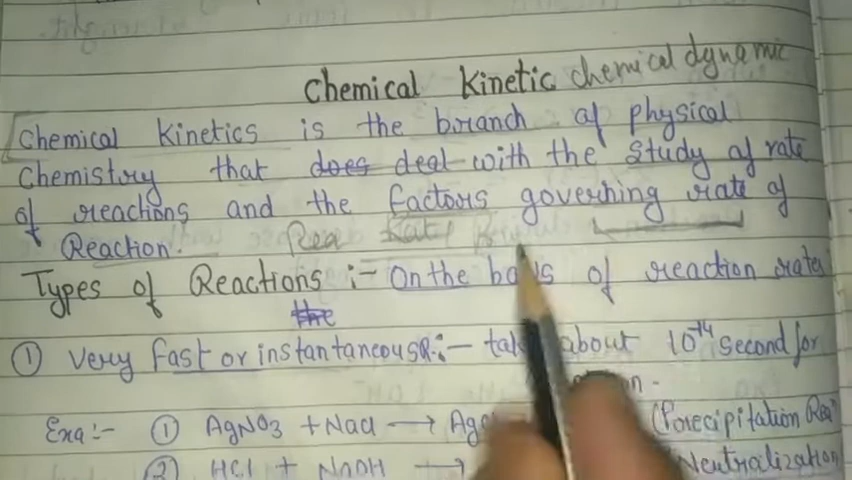 Chemical Kinetic chemical dynamic
Chemical Kinetics is the branch of physical
Chemistry that does deal with the study of rate
of reactions and the factors governing rate of
Reaction.
Types of Reactions :- On the basis of reaction rates
the
① Very fast or instantaneous R:- take about 10⁻¹⁴ second for
Exa:- ① AgNO3 + NaCl → (Precipitation Rea
② HCl + NaOH → Neutralization